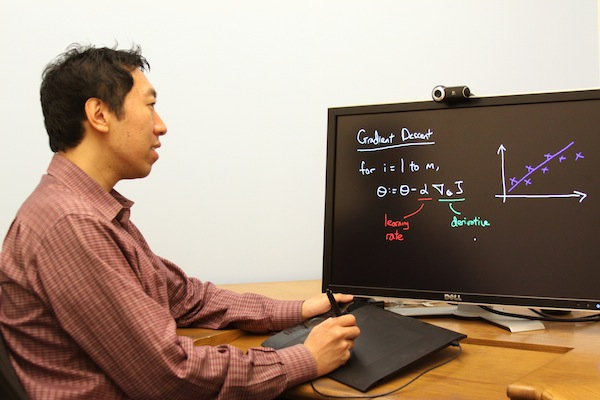 Gradient Descent
for i = 1 to m,
θ := θ - α ∇θ J
learning
rate
derivative
DELL